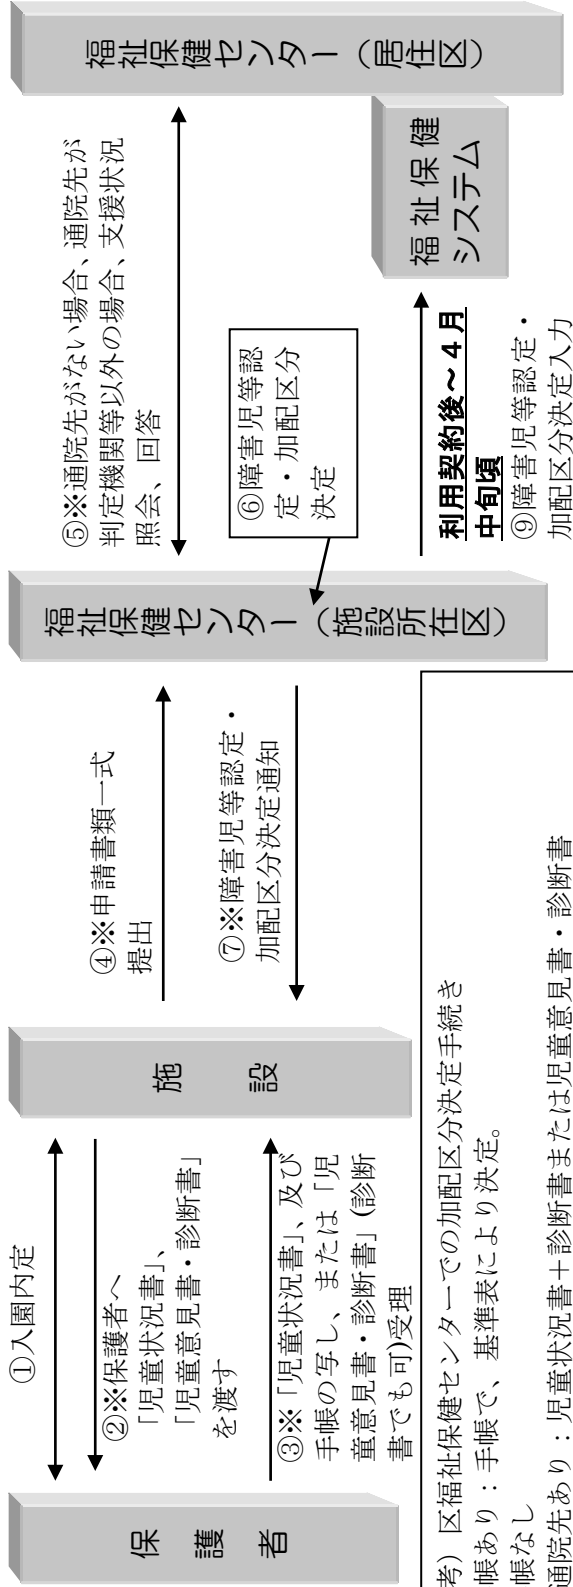 保護者
①入園内定
②※保護者へ
「児童状況書」、
「児童意見書・診断書」
を渡す
③※「児童状況書」、及び
手帳の写し、または「児
童意見書・診断書」(診断
書でも可)受理
施設
④※申請書類一式
提出
⑦※障害児等認定・
加配区分決定通知
福祉保健センター（施設所在区）
⑤※通院先がない場合、通院先が
判定機関等以外の場合、支援状況
照会、回答
⑥障害児等認
定・加配区分
決定
利用契約後～４月
中旬頃
⑨障害児等認定・
加配区分決定入力
福祉保健センター（居住区）
福祉保健
システム
考）区福祉保健センターでの加配区分決定手続き
帳あり：手帳で、基準表により決定。
帳なし
通院先あり：児童状況書＋診断書または児童意見書・診断書